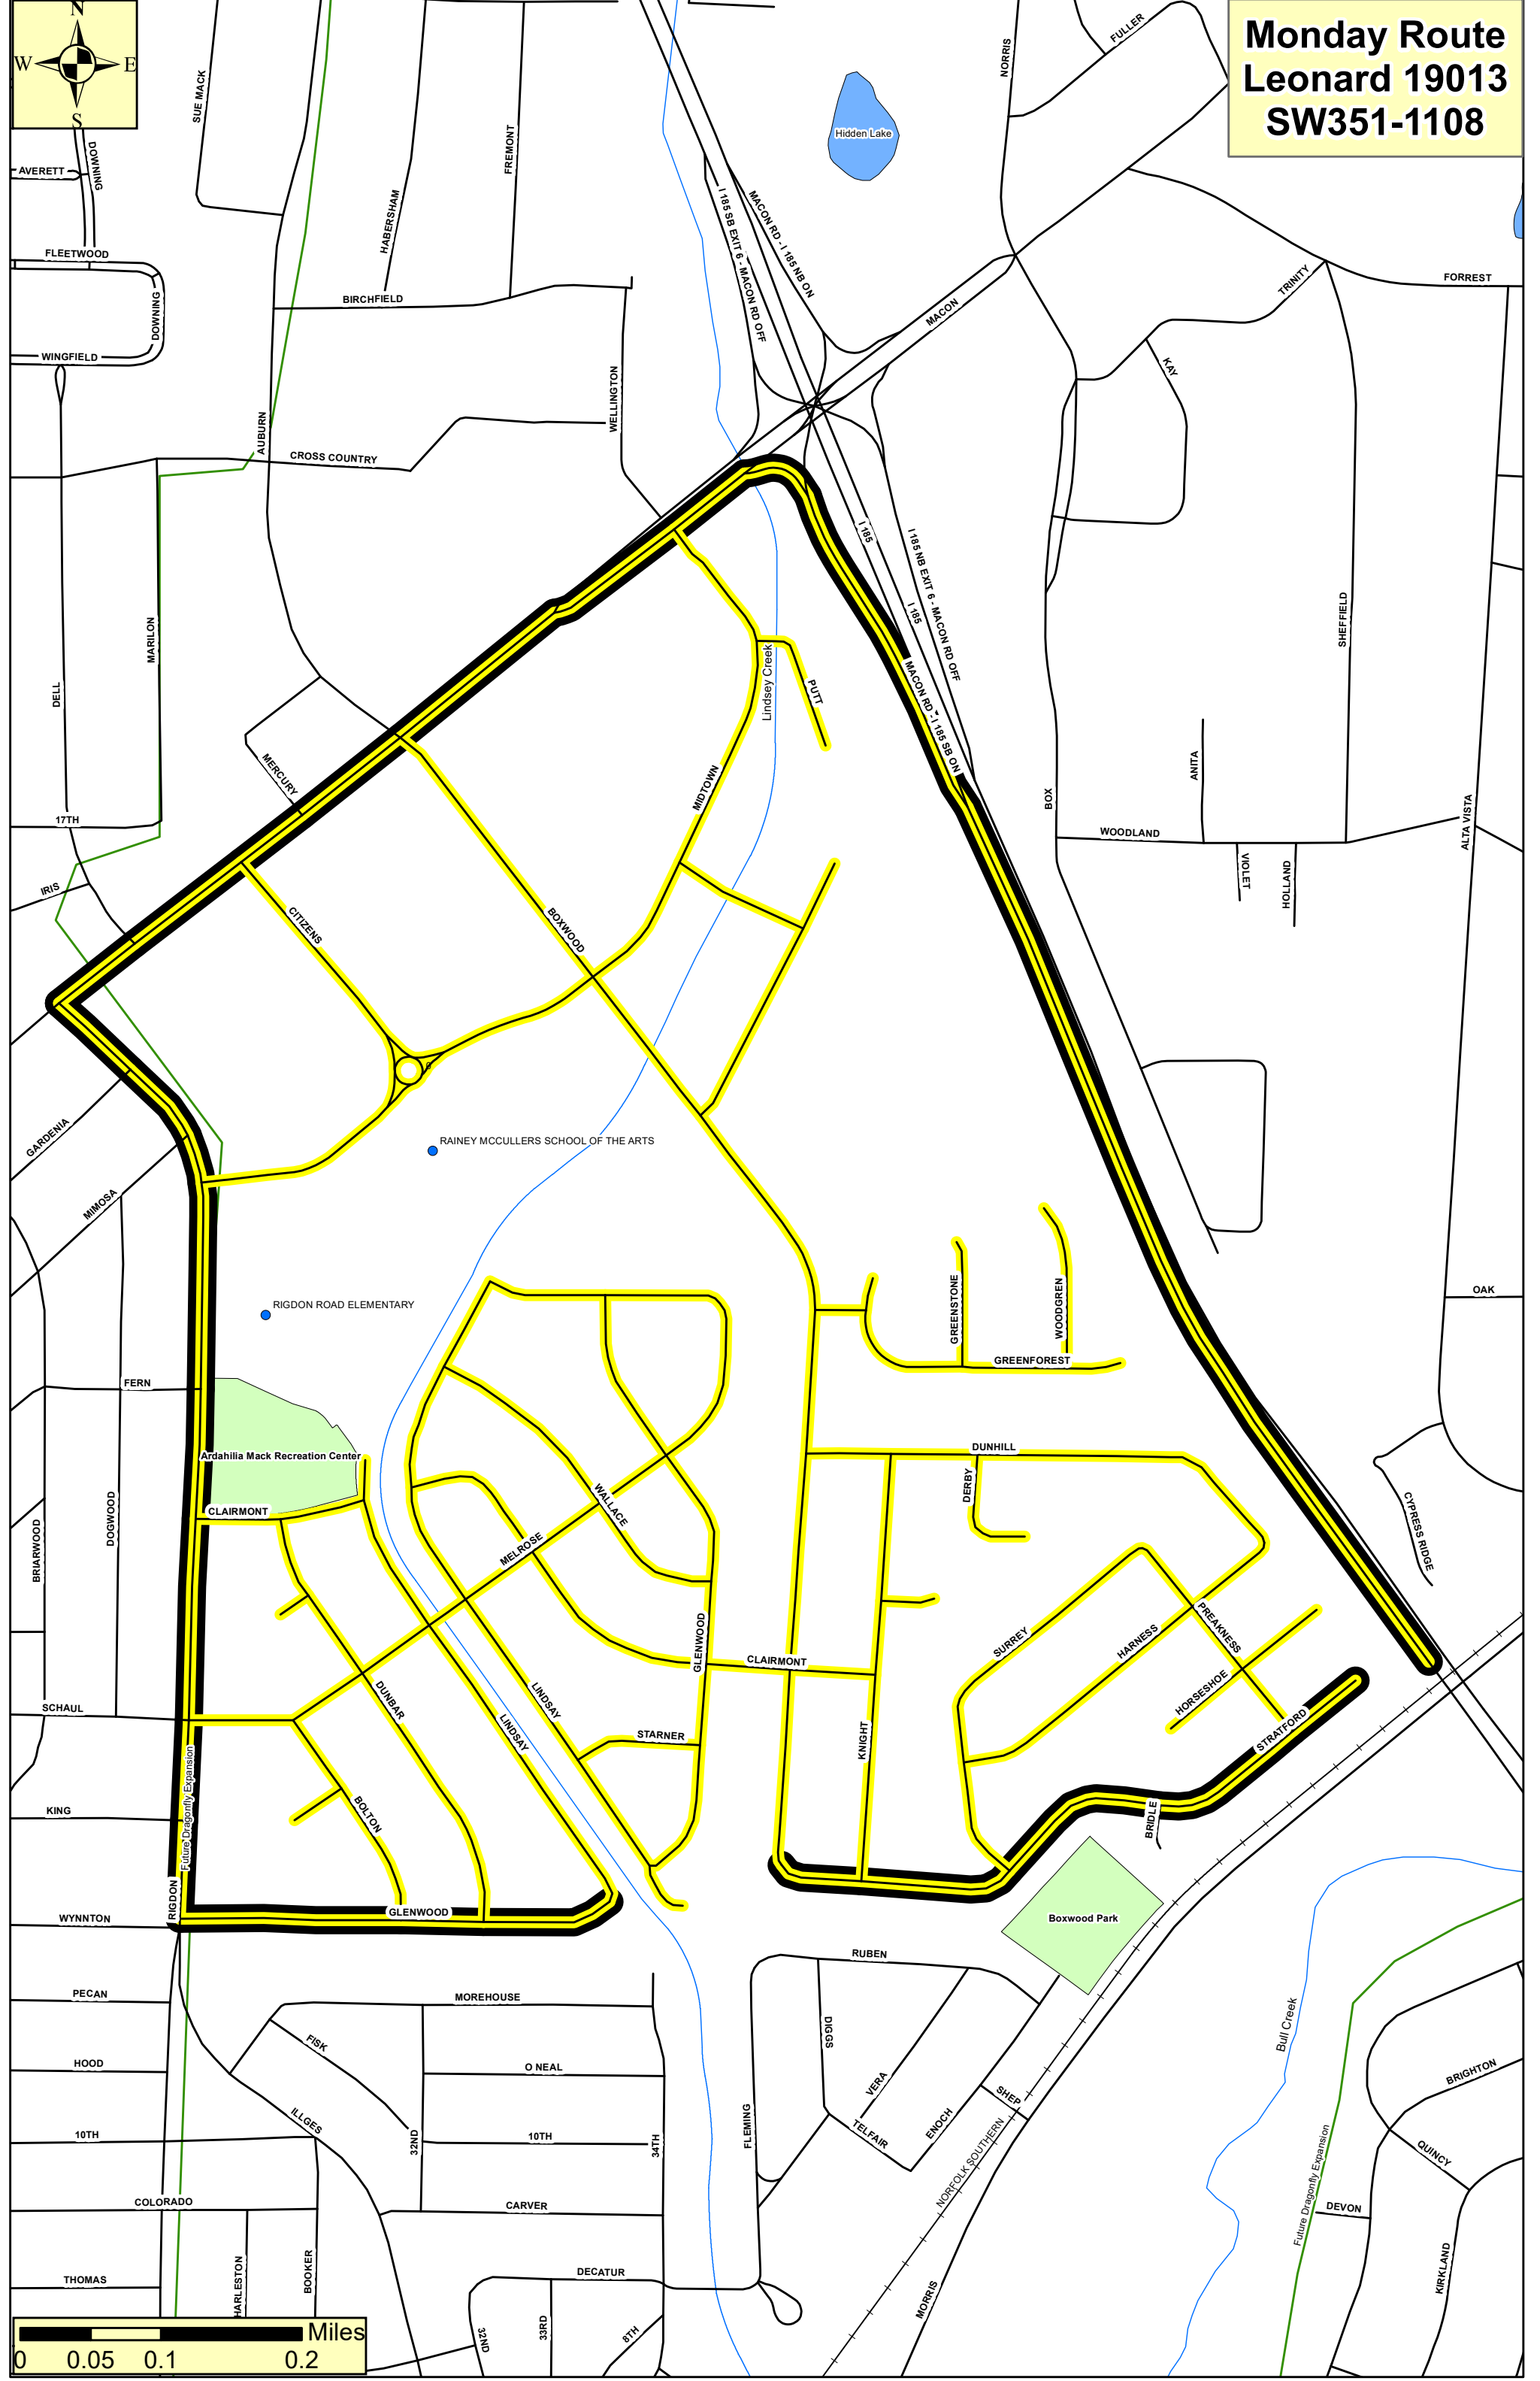 N
W
E
S
Monday Route
Leonard 19013
SW351-1108
SUE MACK
DOWNING
AVERETT
FLEETWOOD
DOWNING
WINGFIELD
HABERSHAM
FREMONT
BIRCHFIELD
AUBURN
CROSS COUNTRY
WELLINGTON
I 185 SB EXIT 6 - MACON RD OFF
MACON RD - I 185 NB ON
Hidden Lake
NORRIS
FULLER
MACON
TRINITY
FORREST
KAY
SHEFFIELD
MARILON
DELL
MERCURY
17TH
IRIS
CITIZENS
BOXWOOD
MIDTOWN
Lindsey Creek
PUTT
I 185
I 185
I 185 NB EXIT 6 - MACON RD OFF
MACON RD - I 185 SB ON
BOX
ANITA
WOODLAND
VIOLET
HOLLAND
ALTA VISTA
GARDENIA
MIMOSA
RAINEY MCCULLERS SCHOOL OF THE ARTS
RIGDON ROAD ELEMENTARY
GREENSTONE
WOODGREN
GREENFOREST
OAK
FERN
Ardahilia Mack Recreation Center
CLAIRMONT
DOGWOOD
BRIARWOOD
WALLACE
MELROSE
DUNHILL
DERBY
CYPRESS RIDGE
GLENWOOD
CLAIRMONT
SURREY
HARNESS
PREAKNESS
HORSESHOE
STRATFORD
SCHAUL
DUNBAR
LINDSAY
LINDSAY
STARNER
KNIGHT
KING
Future Dragonfly Expansion
BOLTON
BRIDLE
RIGDON
GLENWOOD
WYNNTON
Boxwood Park
RUBEN
PECAN
MOREHOUSE
FISK
DIGGS
Bull Creek
HOOD
O NEAL
VERA
SHEP
BRIGHTON
ILLGES
10TH
32ND
10TH
34TH
FLEMING
TELFAIR
ENOCH
NORFOLK SOUTHERN
QUINCY
Future Dragonfly Expansion
COLORADO
CARVER
DEVON
THOMAS
HARLESTON
BOOKER
DECATUR
MORRIS
KIRKLAND
32ND
33RD
8TH
Miles
0 0.05 0.1 0.2